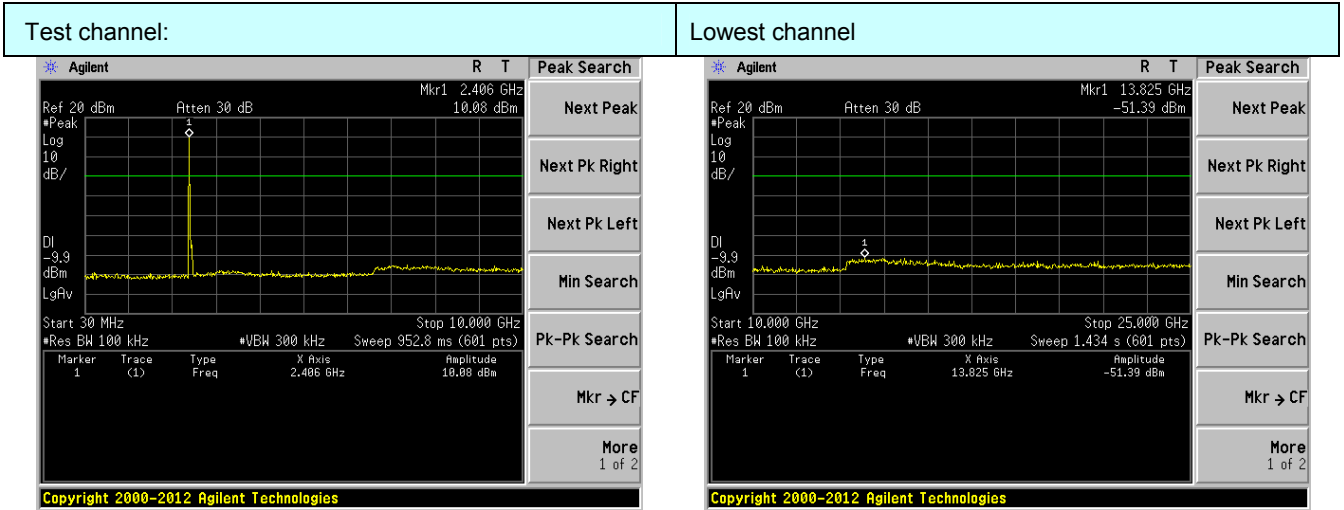 Test channel:
Lowest channel
Agilent R T Peak Search
Mkr1 2.406 GHz
Ref 20 dBm Atten 30 dB 10.08 dBm
#Peak
Log
10
dB/
1
DI
-9.9
dBm
LgAv
Start 30 MHz Stop 10.000 GHz
#Res BW 100 kHz #VBW 300 kHz Sweep 952.8 ms (601 pts)
Marker Trace Type X Axis Amplitude
1 (1) Freq 2.406 GHz 10.08 dBm
Next Peak
Next Pk Right
Next Pk Left
Min Search
Pk-Pk Search
Mkr → CF
More
1 of 2
Copyright 2000-2012 Agilent Technologies
Agilent R T Peak Search
Mkr1 13.825 GHz
Ref 20 dBm Atten 30 dB -51.39 dBm
#Peak
Log
10
dB/
1
DI
-9.9
dBm
LgAv
Start 10.000 GHz Stop 25.000 GHz
#Res BW 100 kHz #VBW 300 kHz Sweep 1.434 s (601 pts)
Marker Trace Type X Axis Amplitude
1 (1) Freq 13.825 GHz -51.39 dBm
Next Peak
Next Pk Right
Next Pk Left
Min Search
Pk-Pk Search
Mkr → CF
More
1 of 2
Copyright 2000-2012 Agilent Technologies